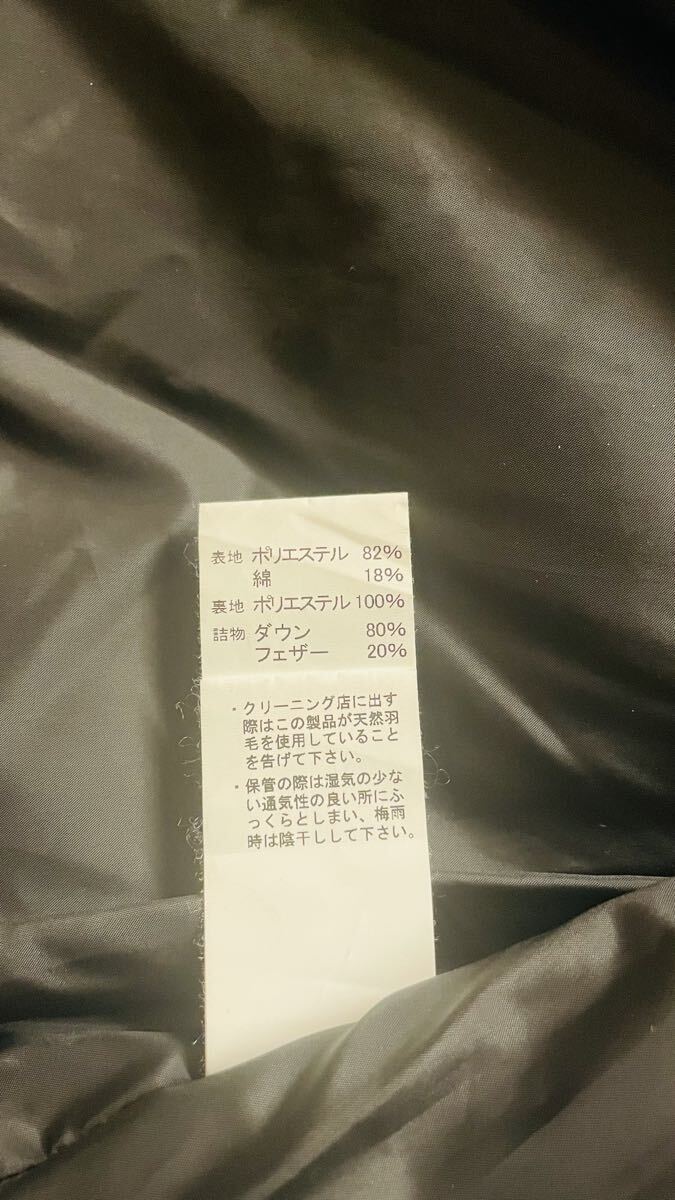 表地 ポリエステル 82%
綿 18%
裏地 ポリエステル 100%
詰物 ダウン 80%
フェザー 20%
・クリーニング店に出す
際はこの製品が天然羽
毛を使用していること
を告げて下さい。
・保管の際は湿気の少な
い通気性の良い所にふ
っくらとしまい、梅雨
時は陰干しして下さい。